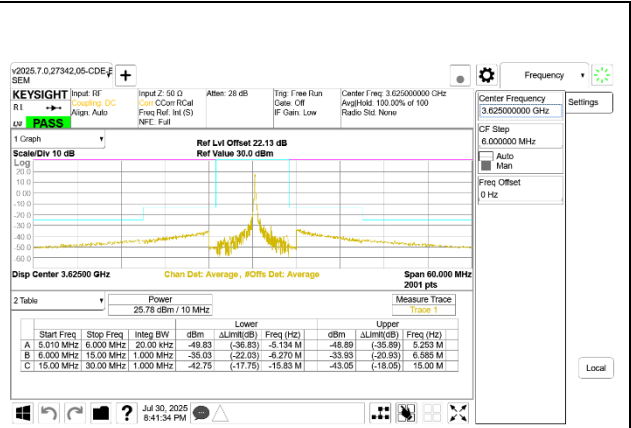 v2025.7.0,27342,05-CDE-E
SEM
+
Frequency
KEYSIGHT
Input: RF
Coupling: DC
Align: Auto
Input Z: 50 Ω
Corr CCorr RCal
Freq Ref: Int (S)
NFE: Full
Atten: 28 dB
Trig: Free Run
Gate: Off
IF Gain: Low
Center Freq: 3.625000000 GHz
Avg|Hold: 100.00% of 100
Radio Std: None
PASS
Center Frequency
3.625000000 GHz
Settings
CF Step
6.000000 MHz
Auto
Man
Freq Offset
0 Hz
1 Graph
Scale/Div 10 dB
Ref Lvl Offset 22.13 dB
Ref Value 30.0 dBm
Log
20.0
10.0
0.00
-10.0
-20.0
-30.0
-40.0
-50.0
-60.0
Disp Center 3.62500 GHz
Chan Det: Average, #Offs Det: Average
Span 60.000 MHz
2001 pts
2 Table
Power
25.78 dBm / 10 MHz
Measure Trace
Trace 1
Lower Upper
Start Freq Stop Freq Integ BW dBm ΔLimit(dB) Freq (Hz) dBm ΔLimit(dB) Freq (Hz)
A 5.010 MHz 6.000 MHz 20.00 kHz -49.83 (-36.83) -5.134 M -48.89 (-35.89) 5.253 M
B 6.000 MHz 15.00 MHz 1.000 MHz -35.03 (-22.03) -6.270 M -33.93 (-20.93) 6.585 M
C 15.00 MHz 30.00 MHz 1.000 MHz -42.75 (-17.75) -15.83 M -43.05 (-18.05) 15.00 M
Local
?
Jul 30, 2025
8:41:34 PM